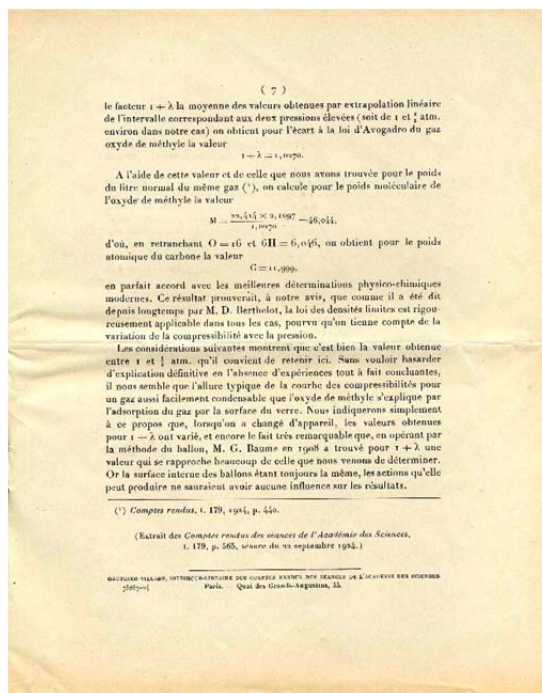 ( 7 )
le facteur 1 + λ la moyenne des valeurs obtenues par extrapolation linéaire
de l'intervalle correspondant aux deux pressions élevées (soit de 1 et atm.
environ dans notre cas) on obtient pour l'écart à la loi d'Avogadro du gaz
oxyde de méthyle la valeur
1 + λ = 1,0270.
A l'aide de cette valeur et de celle que nous avons trouvée pour le poids
du litre normal du même gaz (¹), on calcule pour le poids moléculaire de
l'oxyde de méthyle la valeur
M = 22,414 × 2,1097 / 1,0270 = 46,044.
d'où, en retranchant O = 16 et 6H = 6,046, on obtient pour le poids
atomique du carbone la valeur
C = 11,999.
en parfait accord avec les meilleures déterminations physico-chimiques
modernes. Ce résultat prouverait, à notre avis, que comme il a été dit
depuis longtemps par M. D. Berthelot, la loi des densités limites est rigou-
reusement applicable dans tous les cas, pourvu qu'on tienne compte de la
variation de la compressibilité avec la pression.
Les considérations suivantes montrent que c'est bien la valeur obtenue
entre 1 et atm. qu'il convient de retenir ici. Sans vouloir hasarder
d'explication définitive en l'absence d'expériences tout à fait concluantes,
il nous semble que l'allure typique de la courbe des compressibilités pour
un gaz aussi facilement condensable que l'oxyde de méthyle s'explique par
l'adsorption du gaz par la surface du verre. Nous indiquerons simplement
à ce propos que, lorsqu'on a changé d'appareil, les valeurs obtenues
pour 1 + λ ont varié, et encore le fait très remarquable que, en opérant par
la méthode du ballon, M. G. Baume en 1908 a trouvé pour 1 + λ une
valeur qui se rapproche beaucoup de celle que nous venons de déterminer.
Or la surface interne des ballons étant toujours la même, les actions qu'elle
peut produire ne sauraient avoir aucune influence sur les résultats.
(¹) Comptes rendus, t. 179, 1924, p. 440.
(Extrait des Comptes rendus des séances de l'Académie des Sciences,
t. 179, p. 565, séance du 22 septembre 1924.)
GAUTHIER-VILLARS, IMPRIMEUR-LIBRAIRE DES COMPTES RENDUS DES SÉANCES DE L'ACADÉMIE DES SCIENCES
Paris. — Quai des Grands-Augustins, 55.